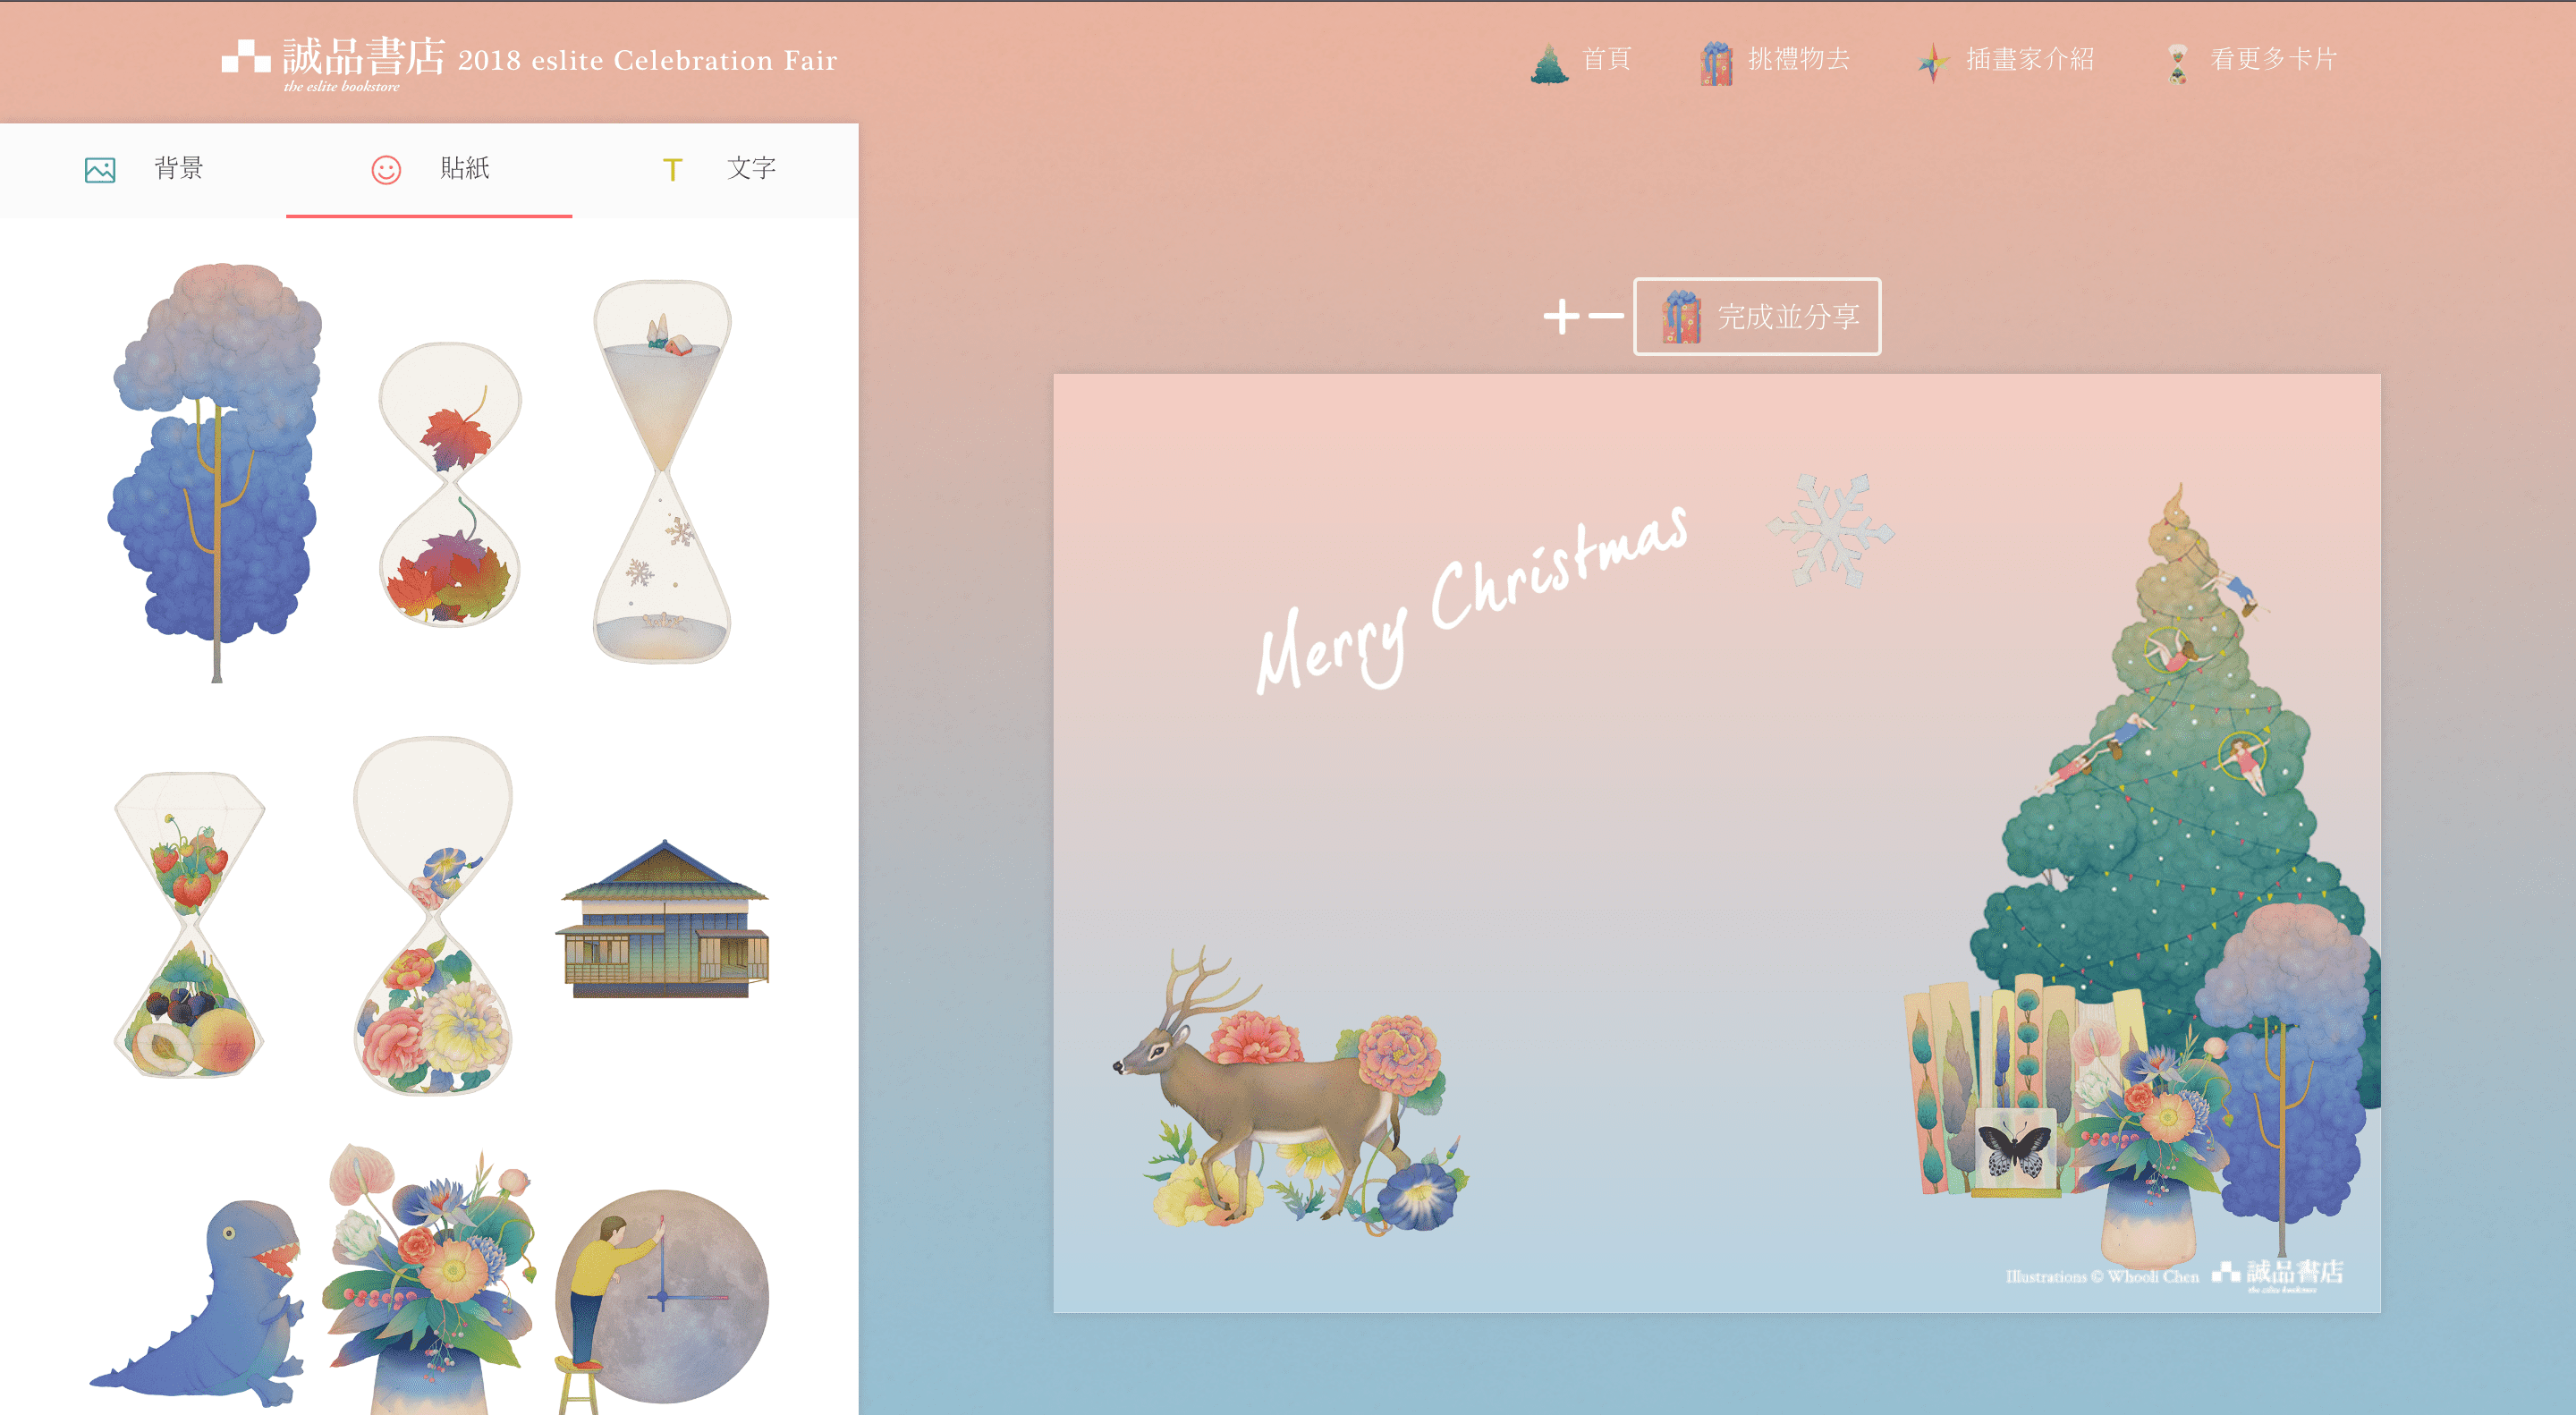 誠品書店 2018 eslite Celebration Fair
the eslite bookstore
首頁
挑禮物去
插畫家介紹
看更多卡片
背景
貼紙
文字
完成並分享
Merry Christmas
Illustrations © Whooli Chen 誠品書店
the eslite bookstore